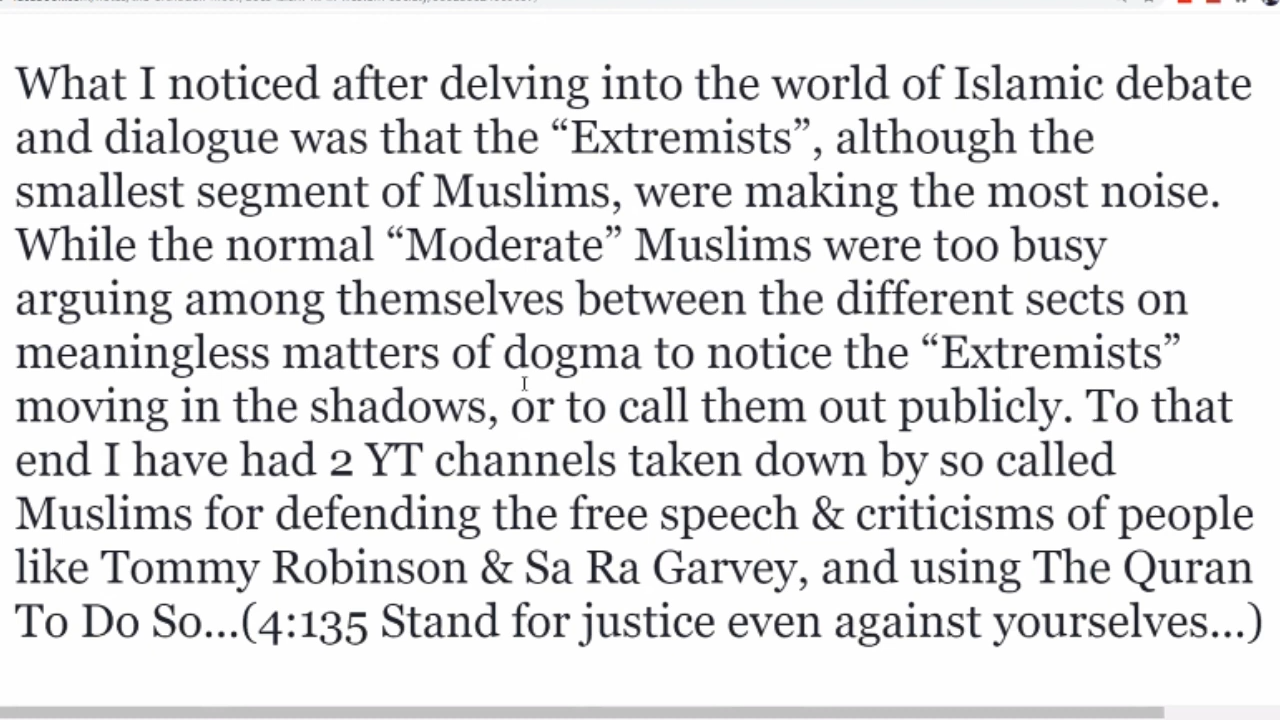 What I noticed after delving into the world of Islamic debate
and dialogue was that the “Extremists”, although the
smallest segment of Muslims, were making the most noise.
While the normal “Moderate” Muslims were too busy
arguing among themselves between the different sects on
meaningless matters of dogma to notice the “Extremists”
moving in the shadows, or to call them out publicly. To that
end I have had 2 YT channels taken down by so called
Muslims for defending the free speech & criticisms of people
like Tommy Robinson & Sa Ra Garvey, and using The Quran
To Do So...(4:135 Stand for justice even against yourselves...)